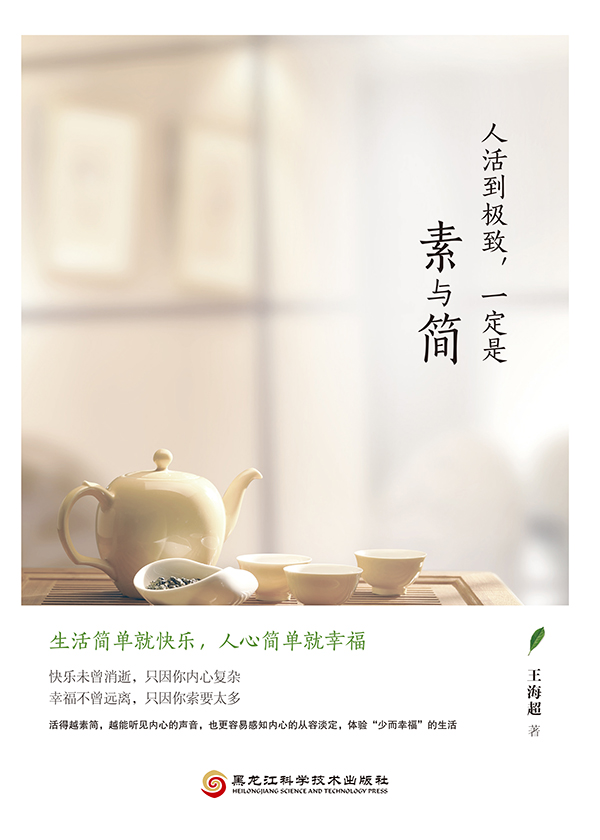 人活到极致，一定是
素与简
生活简单就快乐，人心简单就幸福
快乐未曾消逝，只因你内心复杂
幸福不曾远离，只因你索要太多
活得越素简，越能听见内心的声音，也更容易感知内心的从容淡定，体验“少而幸福”的生活
王海超 著
黑龙江科学技术出版社
HEILONGJIANG SCIENCE AND TECHNOLOGY PRESS